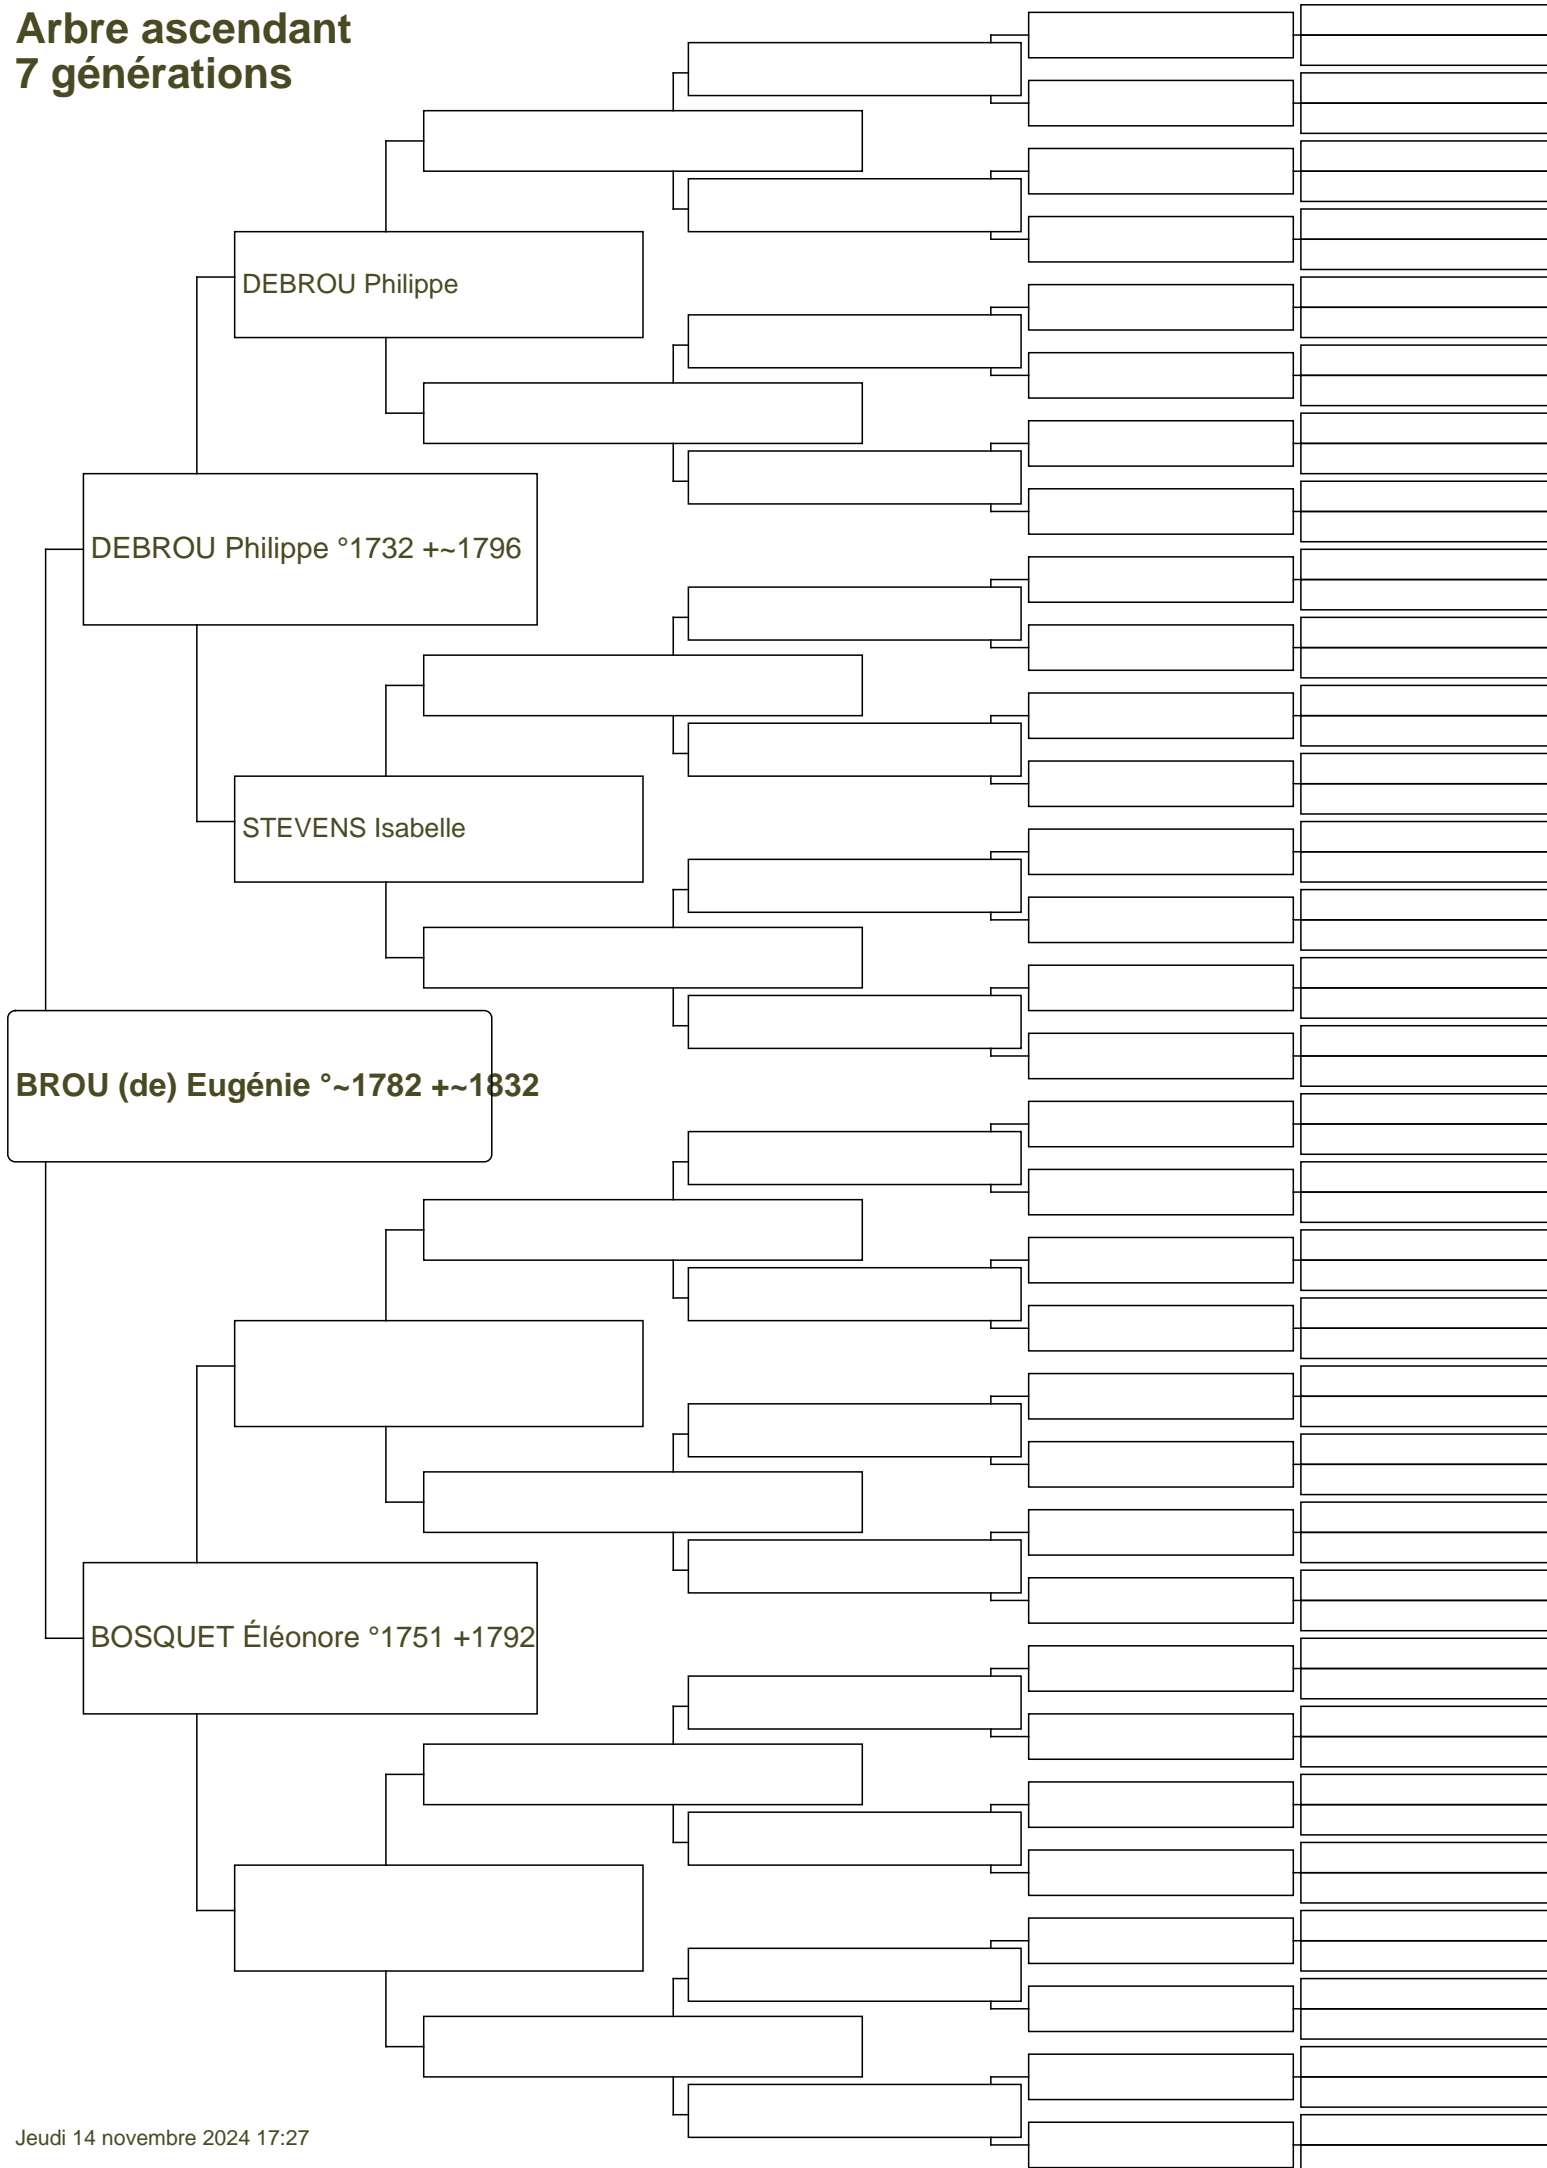 Arbre ascendant
7 générations
DEBROU Philippe
DEBROU Philippe °1732 +~1796
STEVENS Isabelle
BROU (de) Eugénie °~1782 +~1832
BOSQUET Éléonore °1751 +1792
Jeudi 14 novembre 2024 17:27